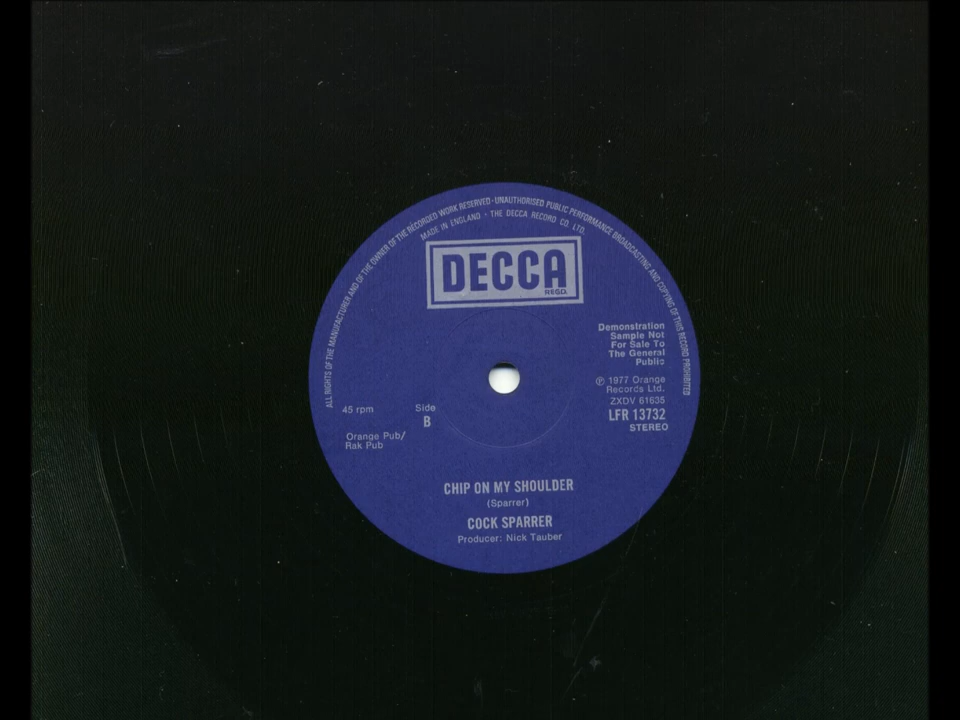 ALL RIGHTS OF THE MANUFACTURER AND OF THE OWNER OF THE RECORDED WORK RESERVED · UNAUTHORISED PUBLIC PERFORMANCE BROADCASTING AND COPYING OF THIS RECORD PROHIBITED
MADE IN ENGLAND · THE DECCA RECORD CO. LTD.
DECCA
REGD.
Demonstration
Sample Not
For Sale To
The General
Public
℗ 1977 Orange
Records Ltd.
ZXDV 61635
LFR 13732
STEREO
45 rpm
Side
B
Orange Pub/
Rak Pub
CHIP ON MY SHOULDER
(Sparrer)
COCK SPARRER
Producer: Nick Tauber